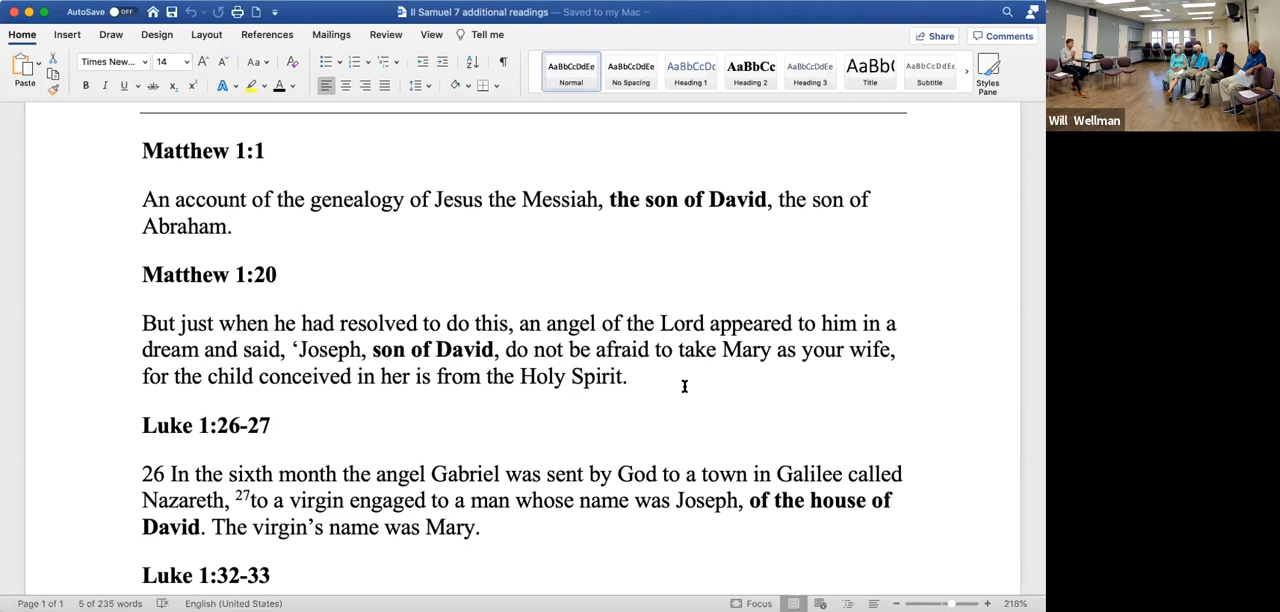 AutoSave OFF
II Samuel 7 additional readings — Saved to my Mac
Home Insert Draw Design Layout References Mailings Review View Tell me
Share Comments
Paste
Times New... 14 Aa
B I U ab x₂ x² A A
AaBbCcDdEe AaBbCcDdEe AaBbCcDc AaBbCc AaBbCcDdEe AaBb( AaBbCcDdEe
Normal No Spacing Heading 1 Heading 2 Heading 3 Title Subtitle
Styles
Pane
Will Wellman
Matthew 1:1
An account of the genealogy of Jesus the Messiah, the son of David, the son of
Abraham.
Matthew 1:20
But just when he had resolved to do this, an angel of the Lord appeared to him in a
dream and said, ‘Joseph, son of David, do not be afraid to take Mary as your wife,
for the child conceived in her is from the Holy Spirit.
Luke 1:26-27
26 In the sixth month the angel Gabriel was sent by God to a town in Galilee called
Nazareth, ²⁷to a virgin engaged to a man whose name was Joseph, of the house of
David. The virgin’s name was Mary.
Luke 1:32-33
Page 1 of 1 5 of 235 words English (United States) Focus 218%